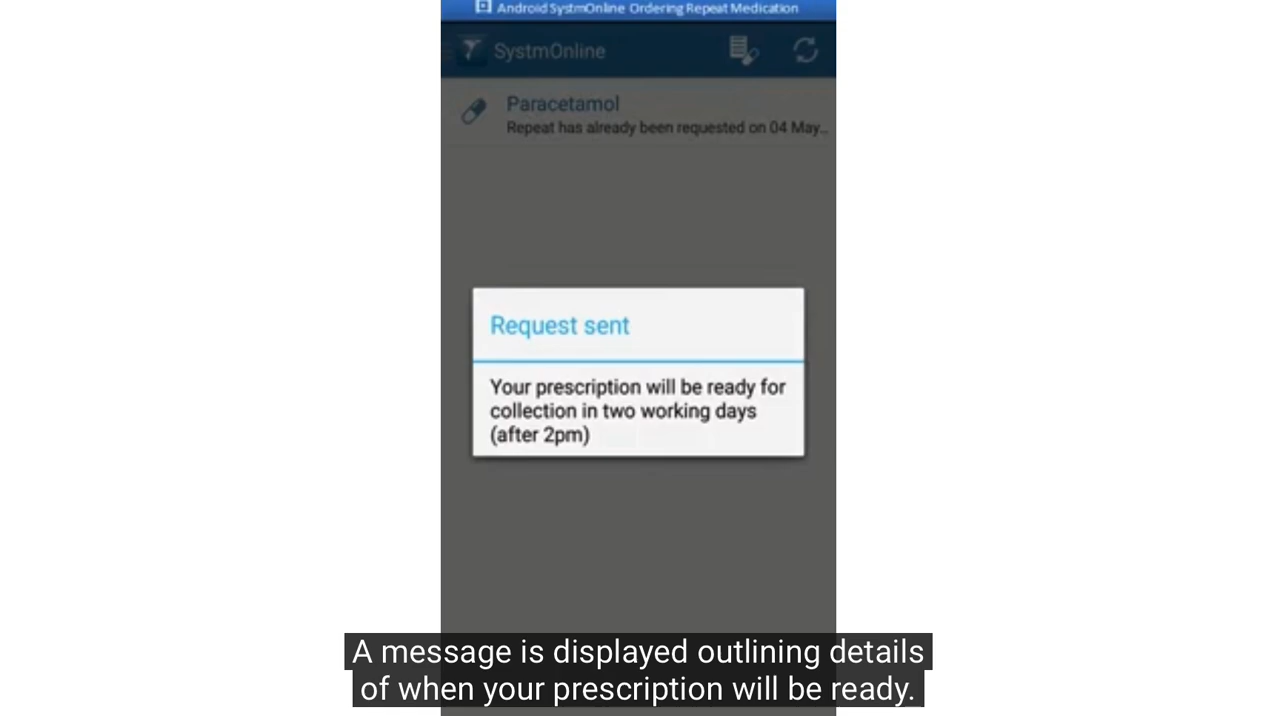 Android SystmOnline Ordering Repeat Medication
SystmOnline
Paracetamol
Repeat has already been requested on 04 May...
Request sent
Your prescription will be ready for
collection in two working days
(after 2pm)
A message is displayed outlining details
of when your prescription will be ready.